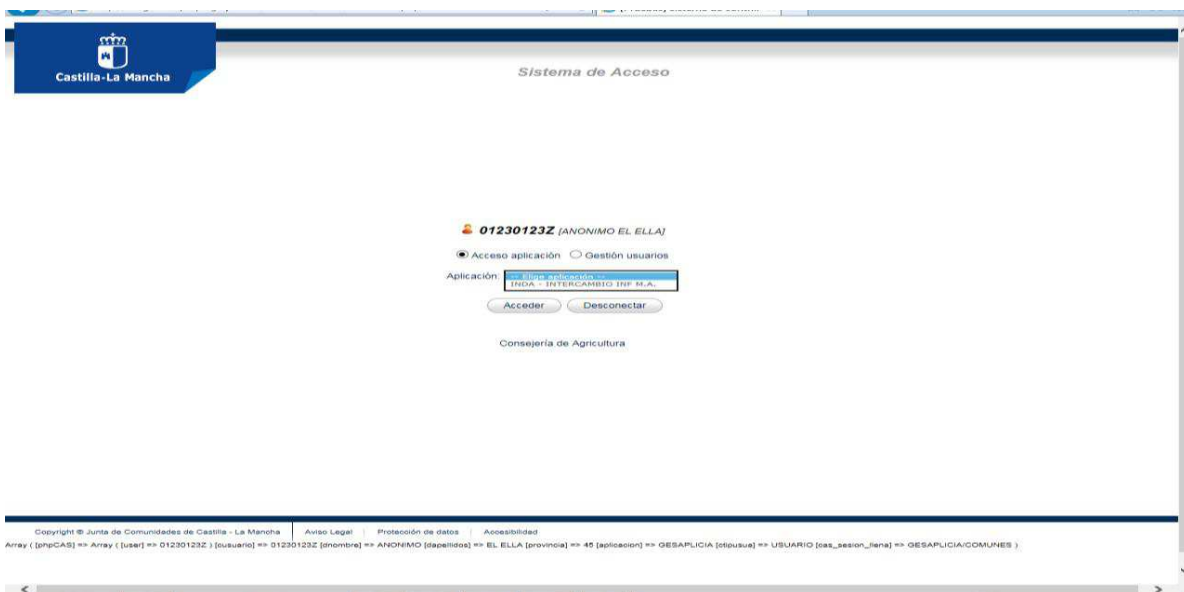 Castilla-La Mancha
Sistema de Acceso
01230123Z [ANONIMO EL ELLA]
Acceso aplicación Gestión usuarios
Aplicación: -- Elige aplicación --
INDA - INTERCAMBIO INF M.A.
Acceder Desconectar
Consejería de Agricultura
Copyright © Junta de Comunidades de Castilla - La Mancha Aviso Legal Protección de datos Accesibilidad
Array ( [phpCAS] => Array ( [user] => 01230123Z ) [cusuario] => 01230123Z [dnombre] => ANONIMO [dapellidos] => EL ELLA [provincia] => 45 [aplicacion] => GESAPLICIA [ctipusua] => USUARIO [cas_sesion_llena] => GESAPLICIA/COMUNES )